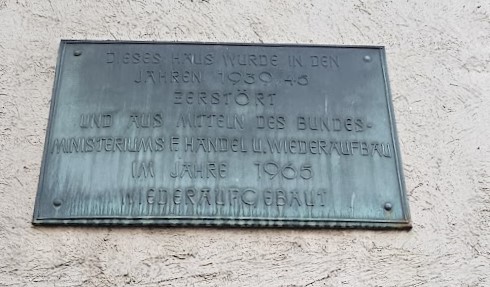 DIESES HAUS WURDE IN DEN
JAHREN 1939/45
ZERSTÖRT
UND AUS MITTELN DES BUNDES-
MINISTERIUMS F. HANDEL U. WIEDERAUFBAU
IM JAHRE 1965
WIEDERAUFGEBAUT